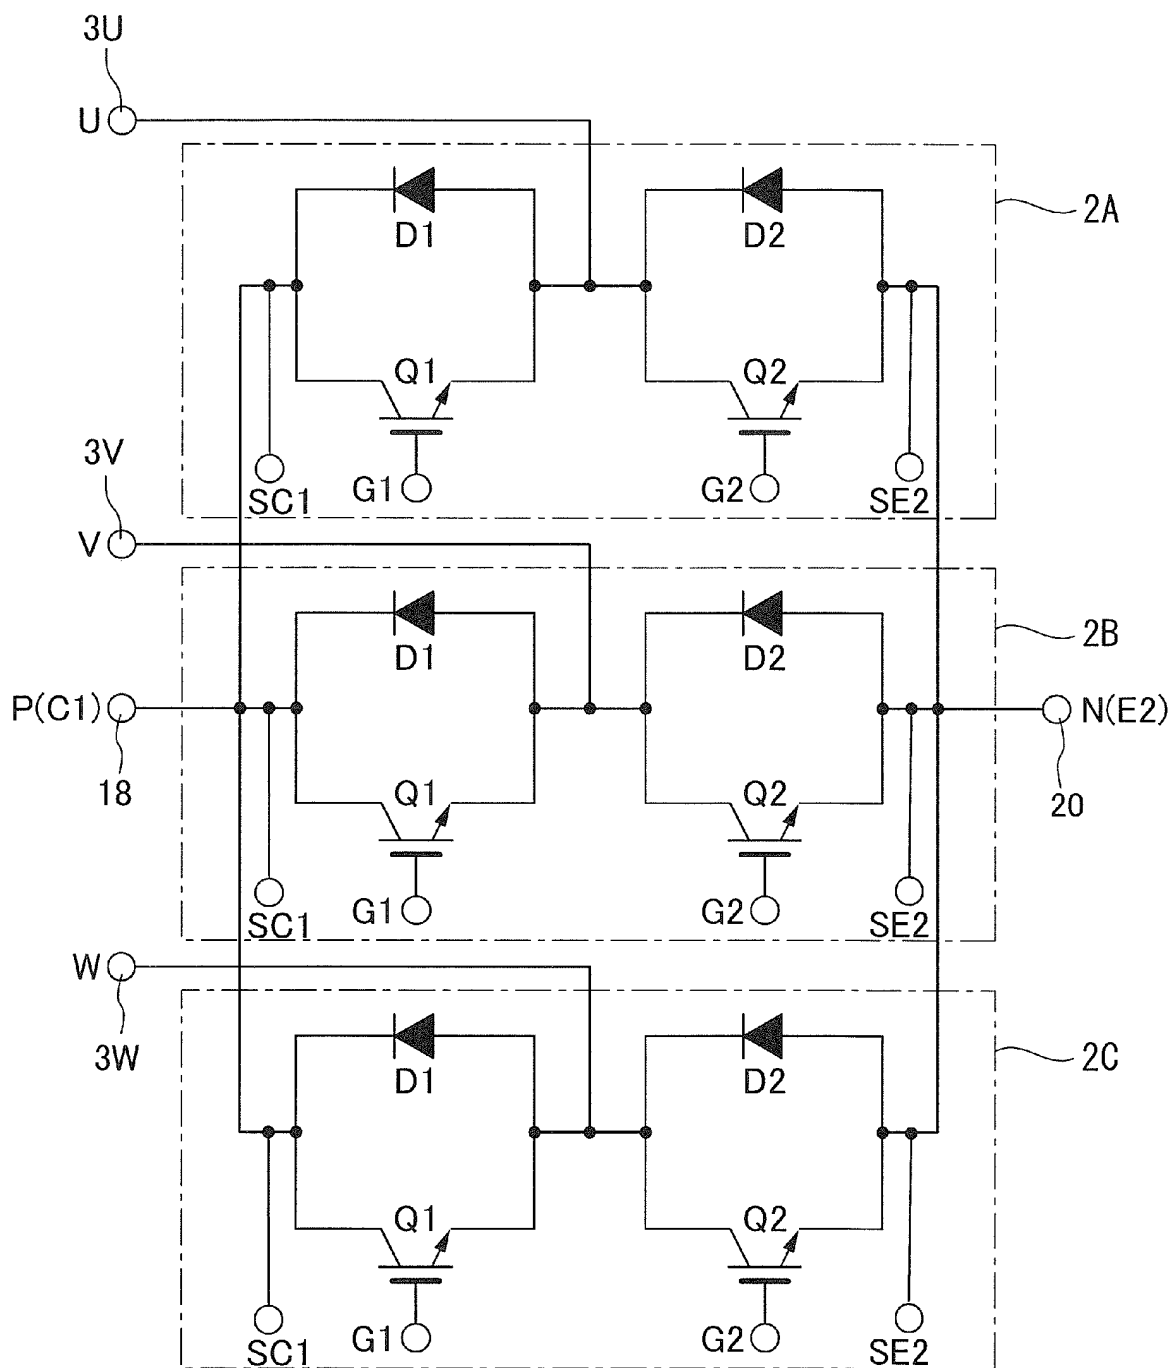 3U
U
2A
D1
D2
Q1
Q2
SC1
G1
G2
SE2
3V
V
2B
D1
D2
P(C1)
N(E2)
18
20
Q1
Q2
SC1
G1
G2
SE2
W
3W
2C
D1
D2
Q1
Q2
SC1
G1
G2
SE2